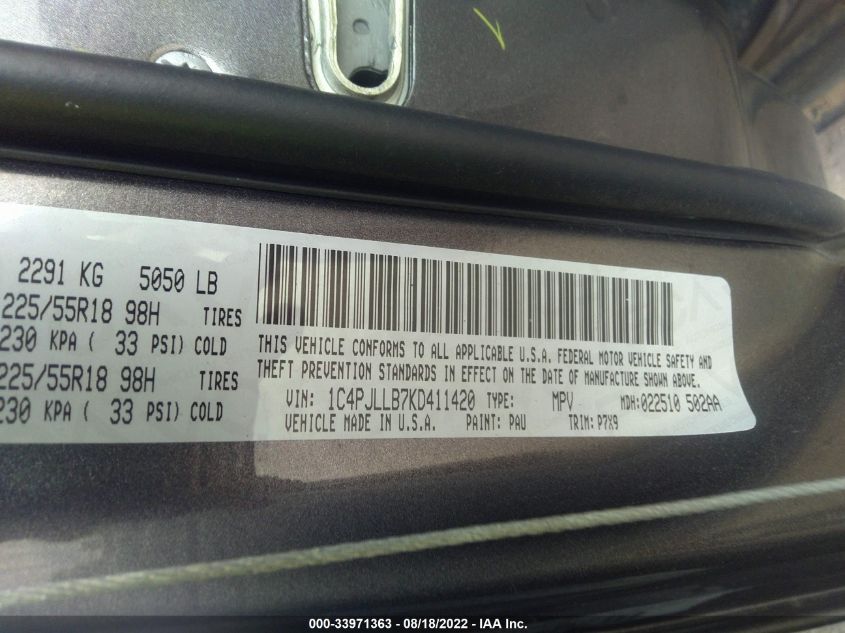 2291 KG 5050 LB
225/55R18 98H TIRES
230 KPA ( 33 PSI) COLD
225/55R18 98H TIRES
230 KPA ( 33 PSI) COLD
THIS VEHICLE CONFORMS TO ALL APPLICABLE U.S.A. FEDERAL MOTOR VEHICLE SAFETY AND
THEFT PREVENTION STANDARDS IN EFFECT ON THE DATE OF MANUFACTURE SHOWN ABOVE.
VIN: 1C4PJLLB7KD411420 TYPE: MPV MDH:022510 502AA
VEHICLE MADE IN U.S.A. PAINT: PAU TRIM: P7X9
000-33971363 - 08/18/2022 - IAA Inc.